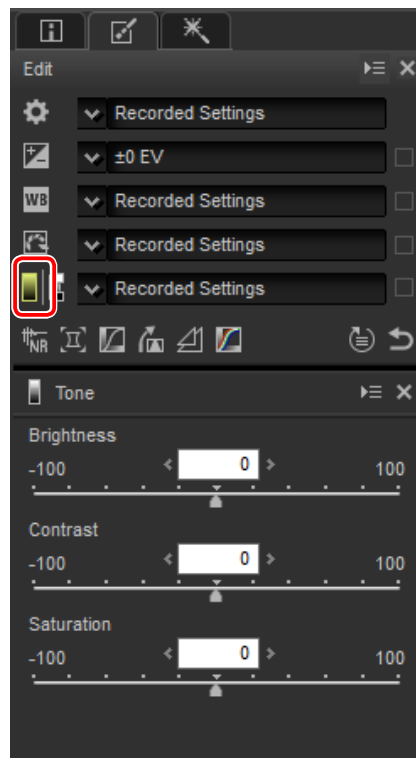 Edit
Recorded Settings
±0 EV
WB Recorded Settings
Recorded Settings
Recorded Settings
NR
Tone
Brightness
-100 0 100
Contrast
-100 0 100
Saturation
-100 0 100